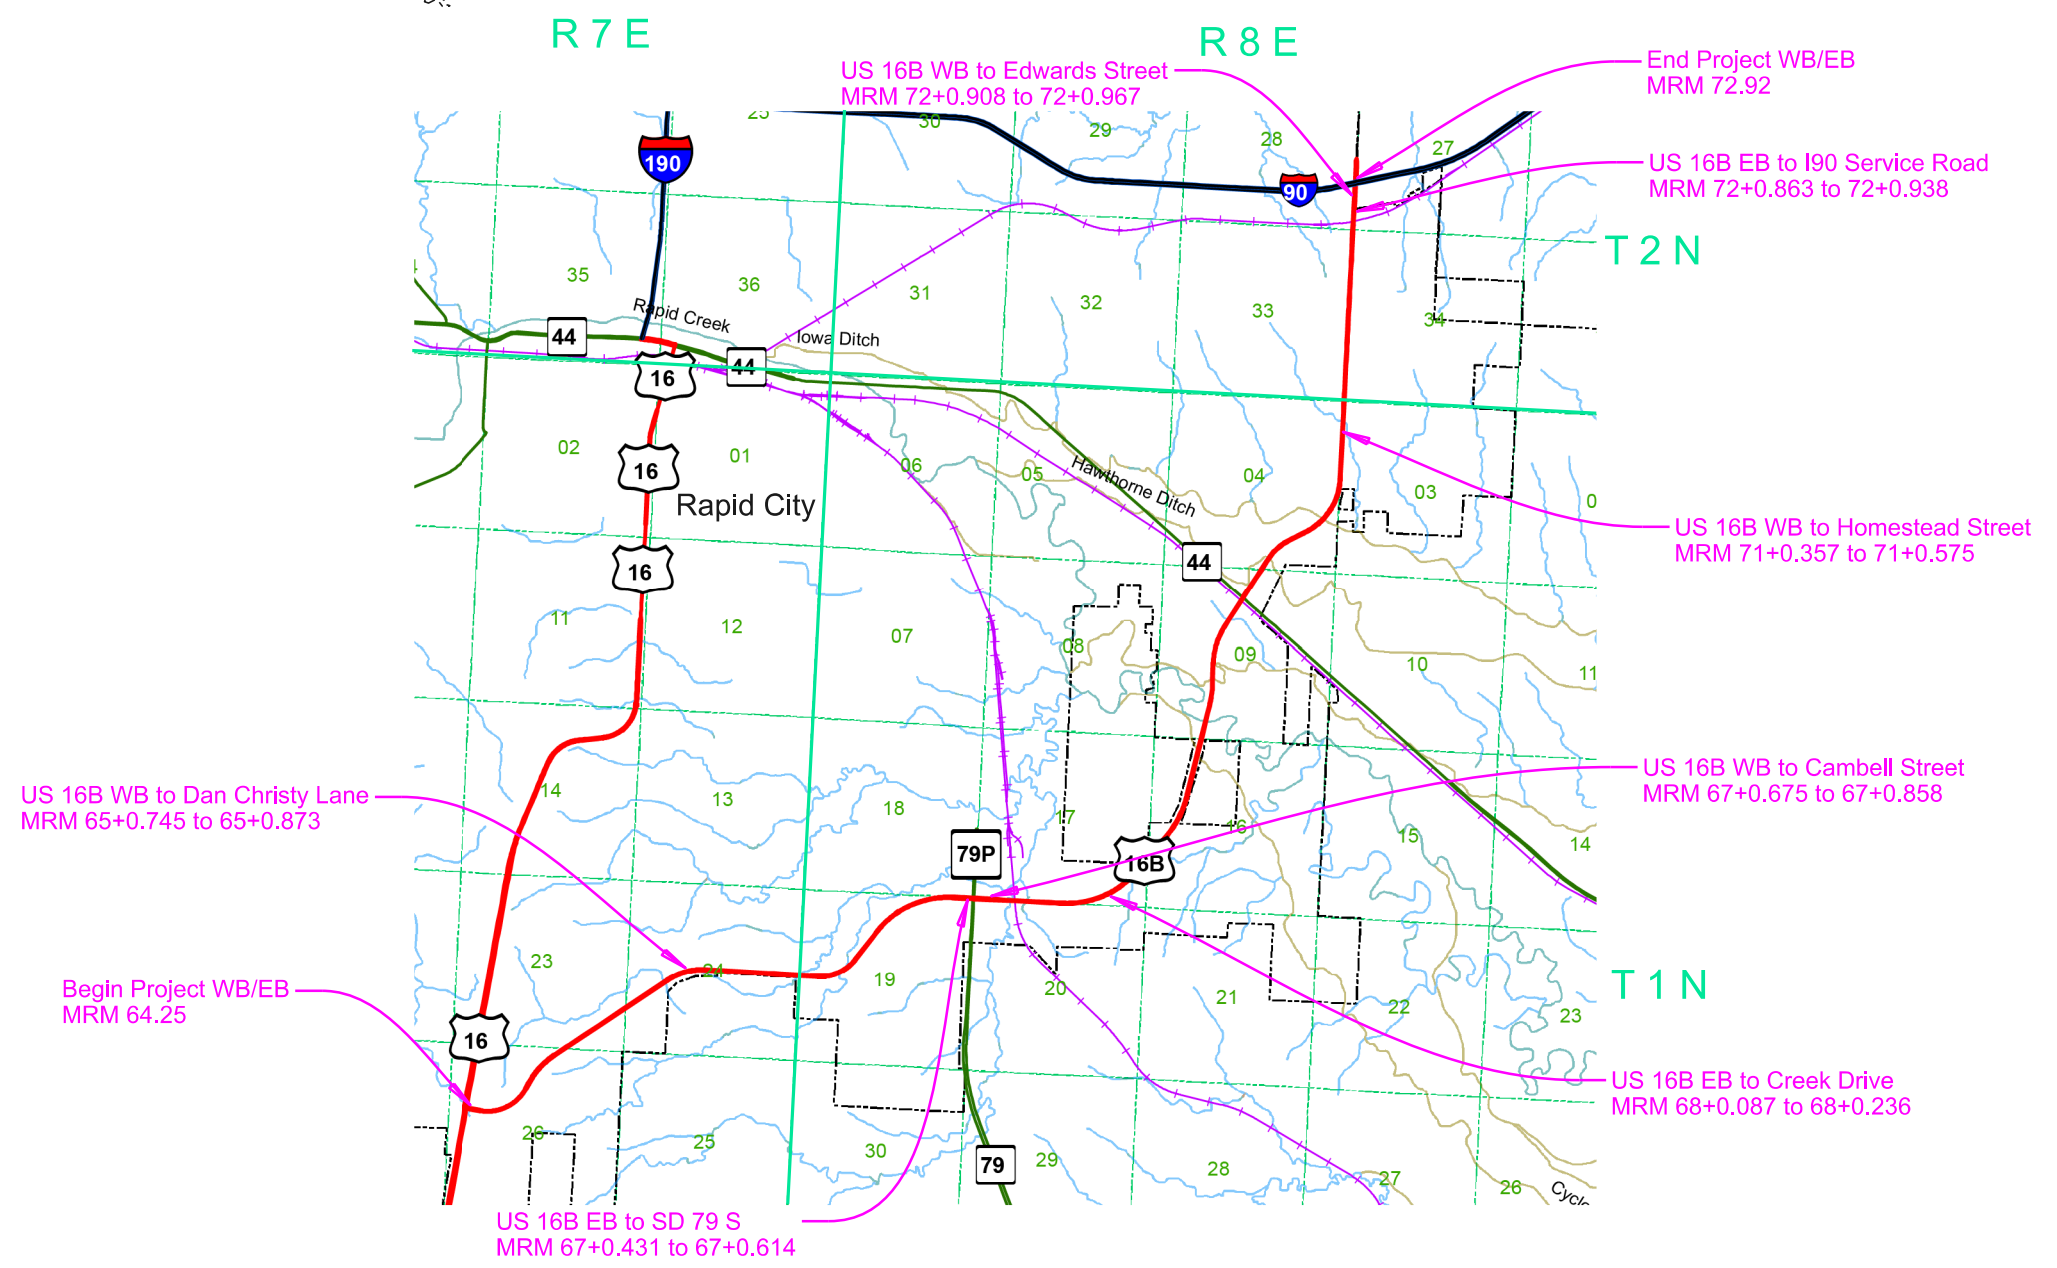 R 7 E
R 8 E
US 16B WB to Edwards Street
MRM 72+0.908 to 72+0.967
End Project WB/EB
MRM 72.92
US 16B EB to I90 Service Road
MRM 72+0.863 to 72+0.938
T 2 N
25
30
29
28
27
190
90
35
36
31
32
33
34
Rapid Creek
Iowa Ditch
44
44
16
02
01
06
05
04
03
0
16
Rapid City
Hawthorne Ditch
US 16B WB to Homestead Street
MRM 71+0.357 to 71+0.575
44
16
11
12
07
08
09
10
11
US 16B WB to Cambell Street
MRM 67+0.675 to 67+0.858
US 16B WB to Dan Christy Lane
MRM 65+0.745 to 65+0.873
14
13
18
17
16
15
14
79P
16B
23
24
19
20
21
22
23
T 1 N
Begin Project WB/EB
MRM 64.25
16
US 16B EB to Creek Drive
MRM 68+0.087 to 68+0.236
26
25
30
29
28
27
26
79
Cycle
US 16B EB to SD 79 S
MRM 67+0.431 to 67+0.614